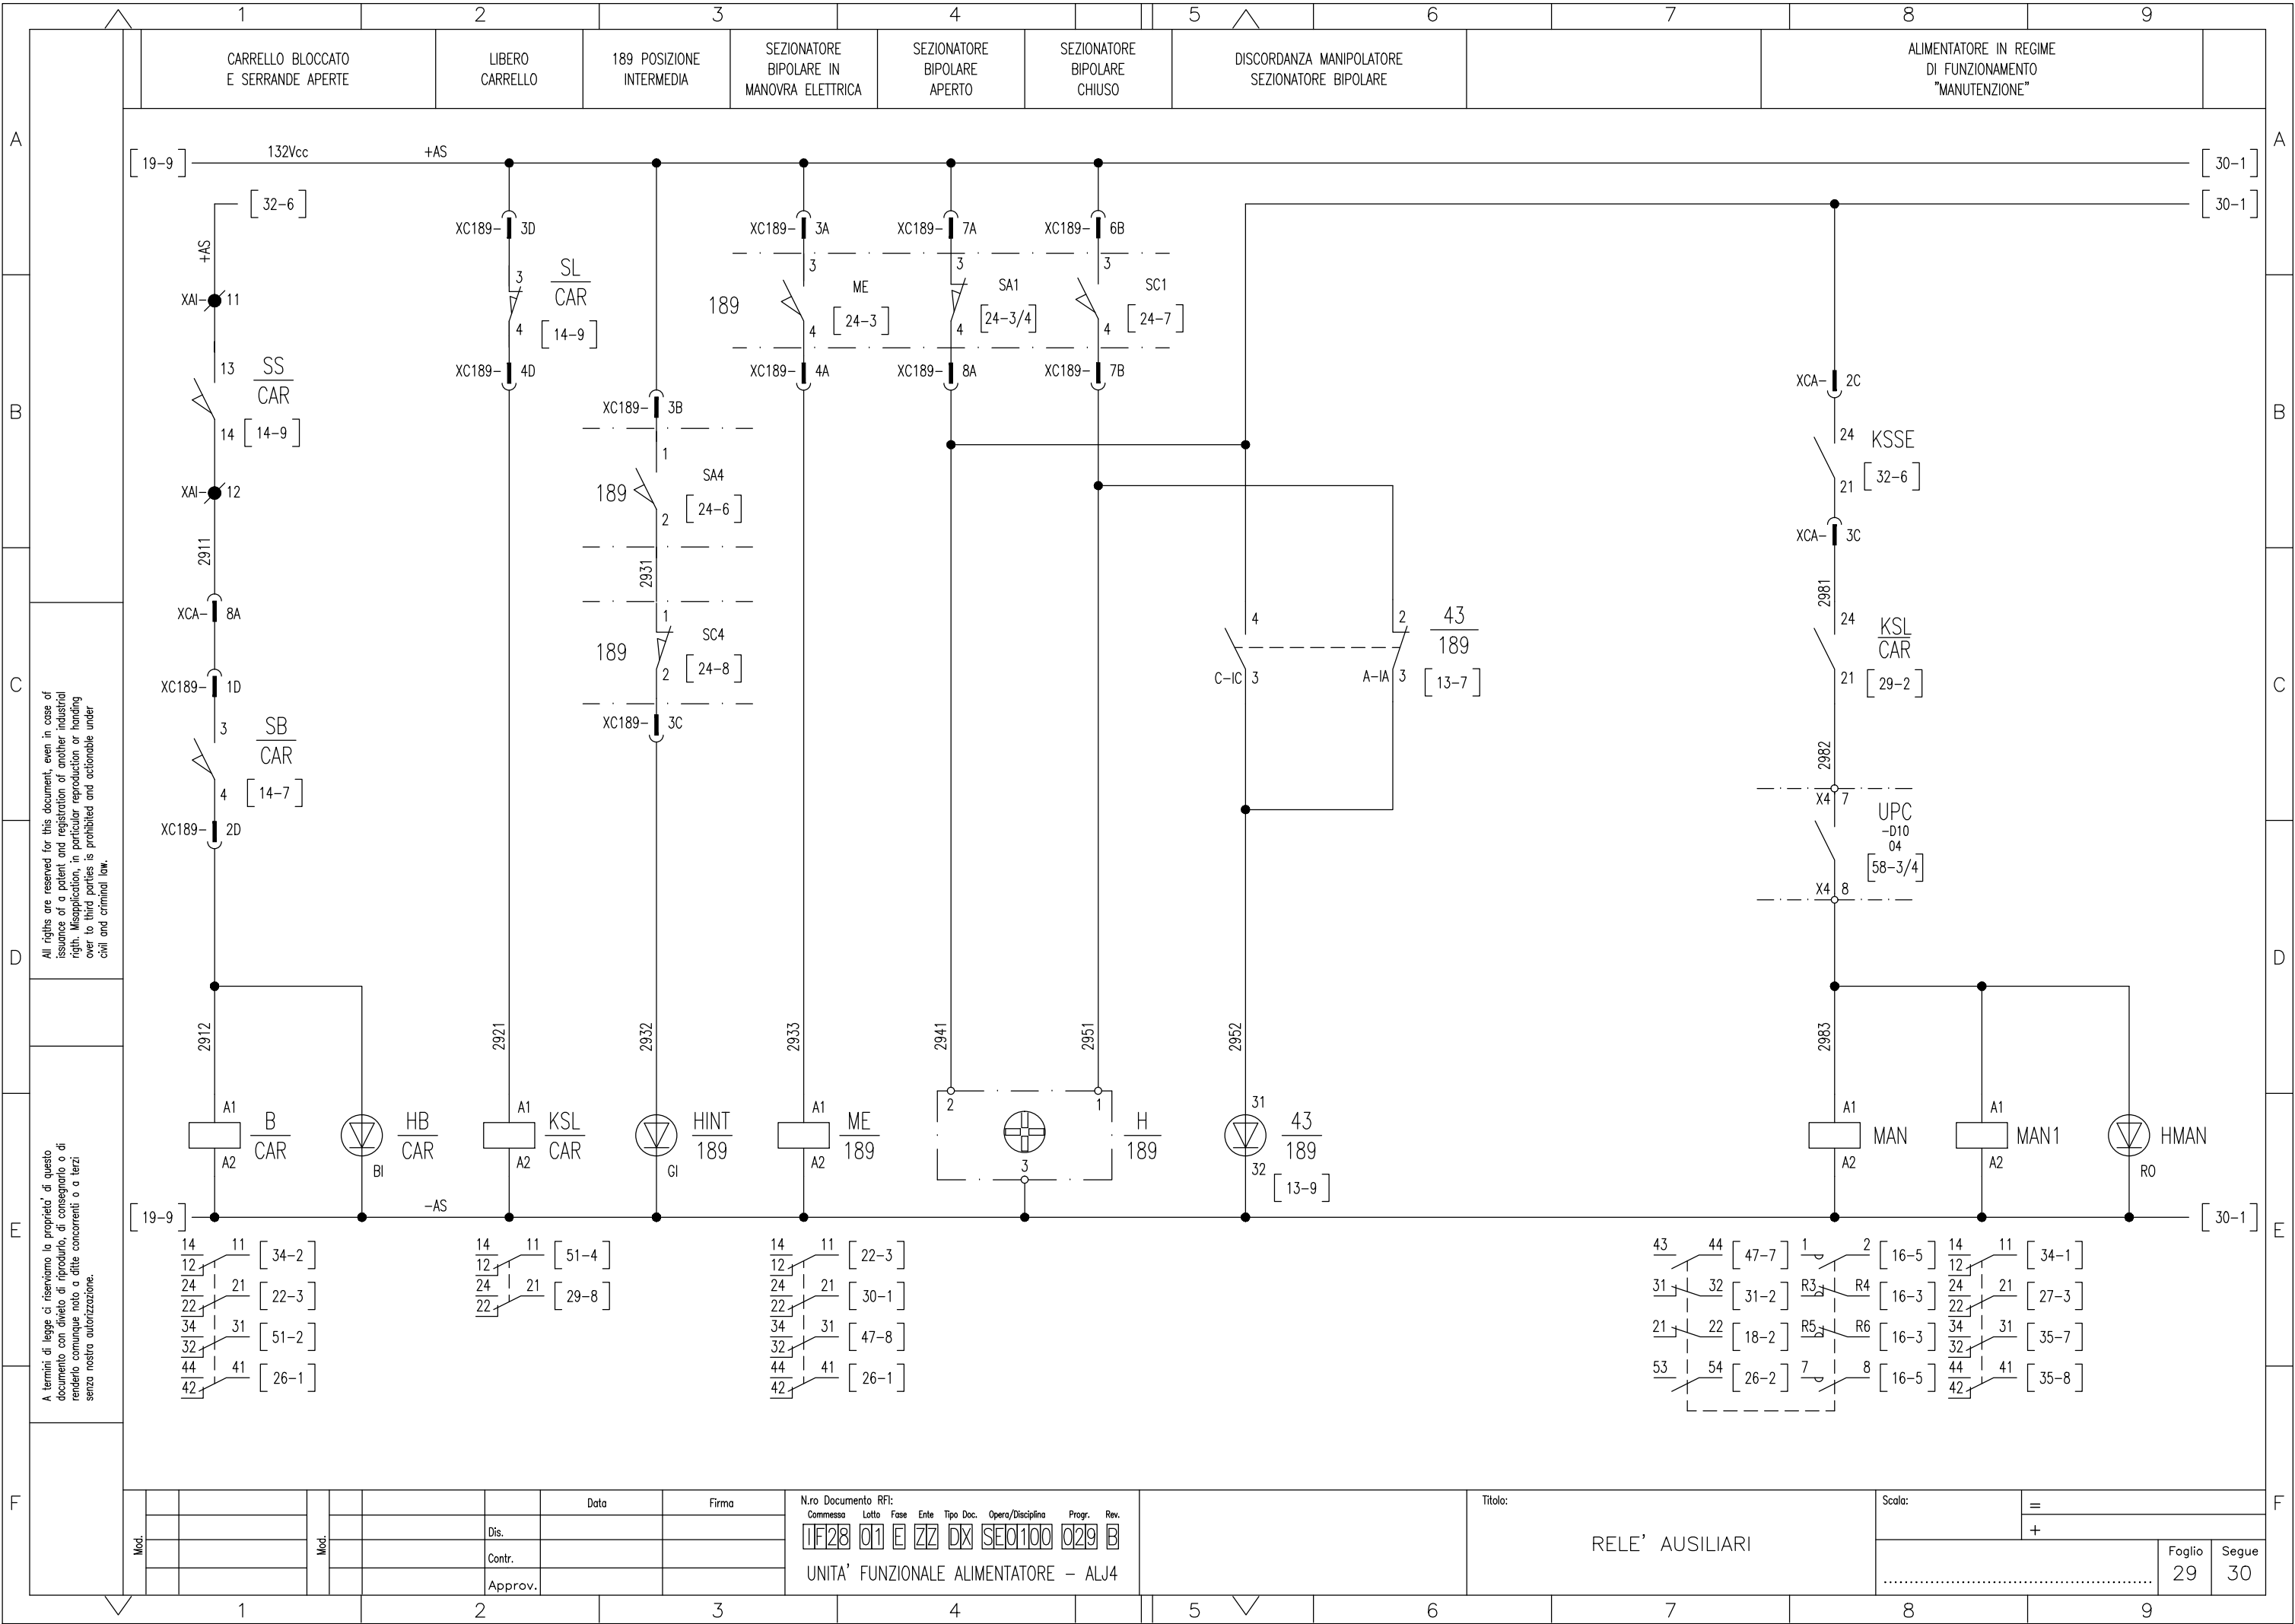 1 2 3 4 5 6 7 8 9
CARRELLO BLOCCATO
E SERRANDE APERTE
LIBERO
CARRELLO
189 POSIZIONE
INTERMEDIA
SEZIONATORE
BIPOLARE IN
MANOVRA ELETTRICA
SEZIONATORE
BIPOLARE
APERTO
SEZIONATORE
BIPOLARE
CHIUSO
DISCORDANZA MANIPOLATORE
SEZIONATORE BIPOLARE
ALIMENTATORE IN REGIME
DI FUNZIONAMENTO
"MANUTENZIONE"
A
B
C
D
E
F
A
B
C
D
E
F
[19-9] 132Vcc +AS [30-1]
[32-6] [30-1]
+AS
XAI- 11
13
SS
CAR
14 [14-9]
XAI- 12
2911
XCA- 8A
XC189- 1D
3
SB
CAR
4 [14-7]
XC189- 2D
2912
A1
B
CAR
A2
HB
CAR
BI
XC189- 3D
3
SL
CAR
4 [14-9]
XC189- 4D
2921
A1
KSL
CAR
A2
XC189- 3B
1
189 SA4
2 [24-6]
2931
1
189 SC4
2 [24-8]
XC189- 3C
2932
HINT
189
GI
XC189- 3A
3
189 ME
4 [24-3]
XC189- 4A
2933
A1
ME
189
A2
XC189- 7A
3
SA1
4 [24-3/4]
XC189- 8A
2941
XC189- 6B
3
SC1
4 [24-7]
XC189- 7B
2951
2 1
H
189
3
4
C-IC 3
2
43
189
A-IA 3 [13-7]
2952
31
43
189
32 [13-9]
XCA- 2C
24 KSSE
21 [32-6]
XCA- 3C
2981
24
KSL
CAR
21 [29-2]
2982
X4 7
UPC
-D10
04
[58-3/4]
X4 8
2983
A1
MAN
A2
A1
MAN1
A2
HMAN
RO
[19-9] -AS [30-1]
14 11 [34-2]
12
24 21 [22-3]
22
34 31 [51-2]
32
44 41 [26-1]
42
14 11 [51-4]
12
24 21 [29-8]
22
14 11 [22-3]
12
24 21 [30-1]
22
34 31 [47-8]
32
44 41 [26-1]
42
43 44 [47-7]
31 32 [31-2]
21 22 [18-2]
53 54 [26-2]
1 2 [16-5]
R3 R4 [16-3]
R5 R6 [16-3]
7 8 [16-5]
14 11 [34-1]
12
24 21 [27-3]
22
34 31 [35-7]
32
44 41 [35-8]
42
All rigths are reserved for this document, even in case of
issuance of a patent and registration of another industrial
rigth. Misapplication, in particular reproduction or handing
over to third parties is prohibited and actionable under
civil and criminal law.
A termini di legge ci riserviamo la proprieta' di questo
documento con divieto di riprodurlo, di consegnarlo o di
renderlo comunque noto a ditte concorrenti o a terzi
senza nostra autorizzazione.
Mod.
Mod.
Data Firma
Dis.
Contr.
Approv.
N.ro Documento RFI:
Commessa Lotto Fase Ente Tipo Doc. Opera/Disciplina Progr. Rev.
IF28 01 E ZZ DX SE0100 029 B
UNITA' FUNZIONALE ALIMENTATORE - ALJ4
Titolo:
RELE' AUSILIARI
Scala:
=
+
Foglio Segue
29 30
1 2 3 4 5 6 7 8 9